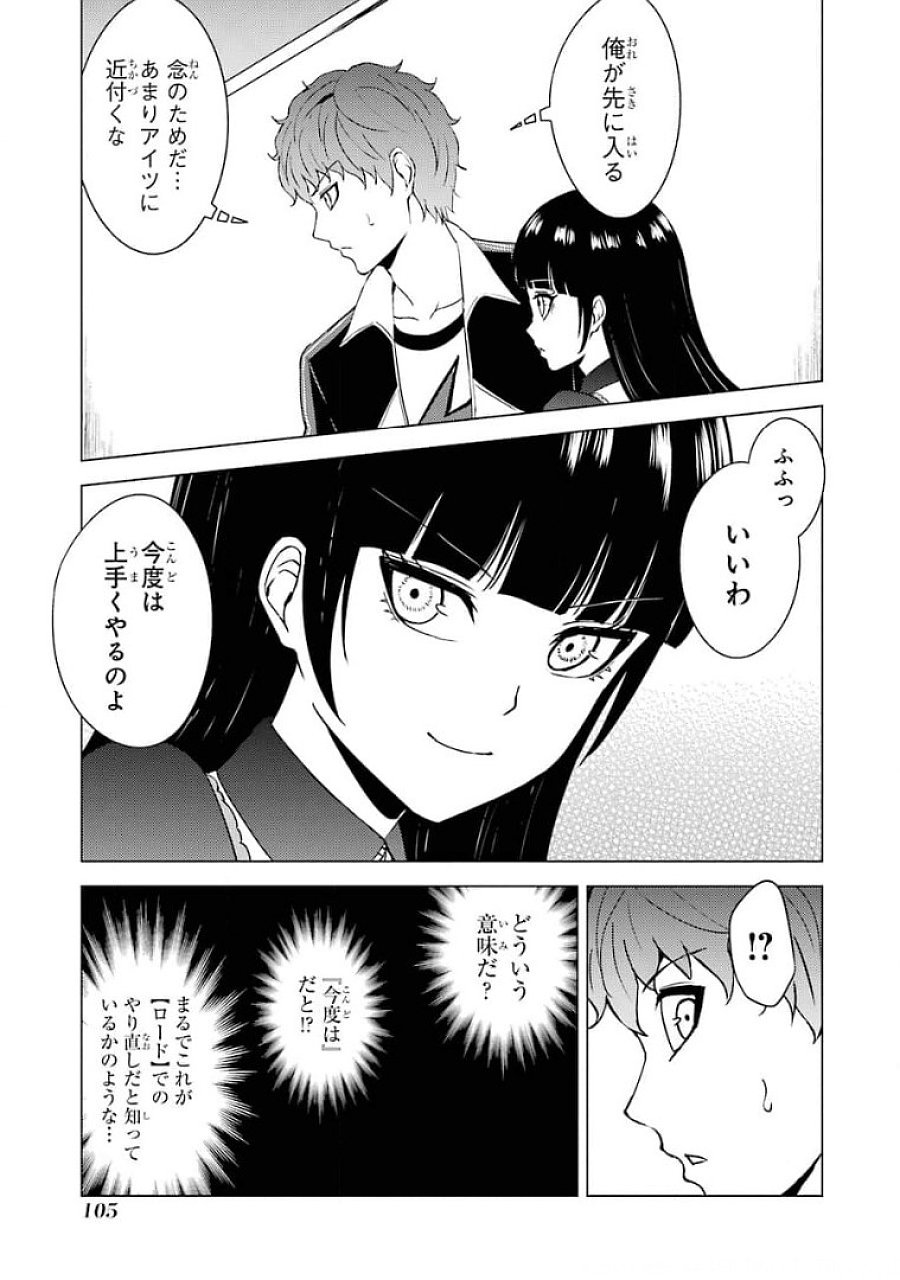 俺が先に入る
念のためだ…
あまりアイツに
近付くな
ふふっ
いいわ
今度は
上手くやるのよ
!?
どういう
意味だ?
『今度は』
だと!?
まるでこれが
【ロード】での
やり直しだと知って
いるかのような…
105